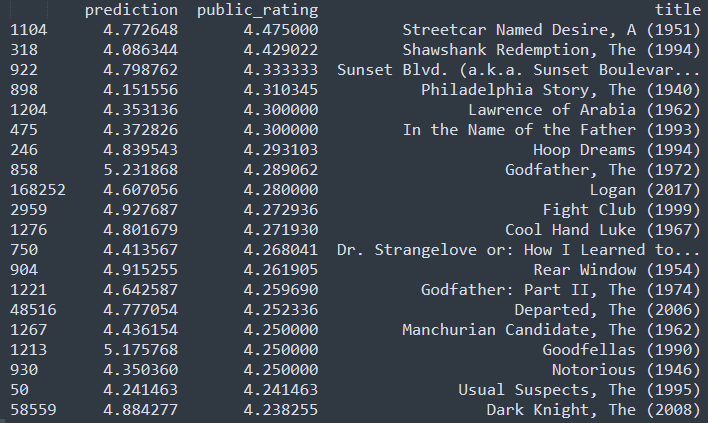 prediction public_rating title
1104 4.772648 4.475000 Streetcar Named Desire, A (1951)
318 4.086344 4.429022 Shawshank Redemption, The (1994)
922 4.798762 4.333333 Sunset Blvd. (a.k.a. Sunset Boulevar...
898 4.151556 4.310345 Philadelphia Story, The (1940)
1204 4.353136 4.300000 Lawrence of Arabia (1962)
475 4.372826 4.300000 In the Name of the Father (1993)
246 4.839543 4.293103 Hoop Dreams (1994)
858 5.231868 4.289062 Godfather, The (1972)
168252 4.607056 4.280000 Logan (2017)
2959 4.927687 4.272936 Fight Club (1999)
1276 4.801679 4.271930 Cool Hand Luke (1967)
750 4.413567 4.268041 Dr. Strangelove or: How I Learned to...
904 4.915255 4.261905 Rear Window (1954)
1221 4.642587 4.259690 Godfather: Part II, The (1974)
48516 4.777054 4.252336 Departed, The (2006)
1267 4.436154 4.250000 Manchurian Candidate, The (1962)
1213 5.175768 4.250000 Goodfellas (1990)
930 4.350360 4.250000 Notorious (1946)
50 4.241463 4.241463 Usual Suspects, The (1995)
58559 4.884277 4.238255 Dark Knight, The (2008)